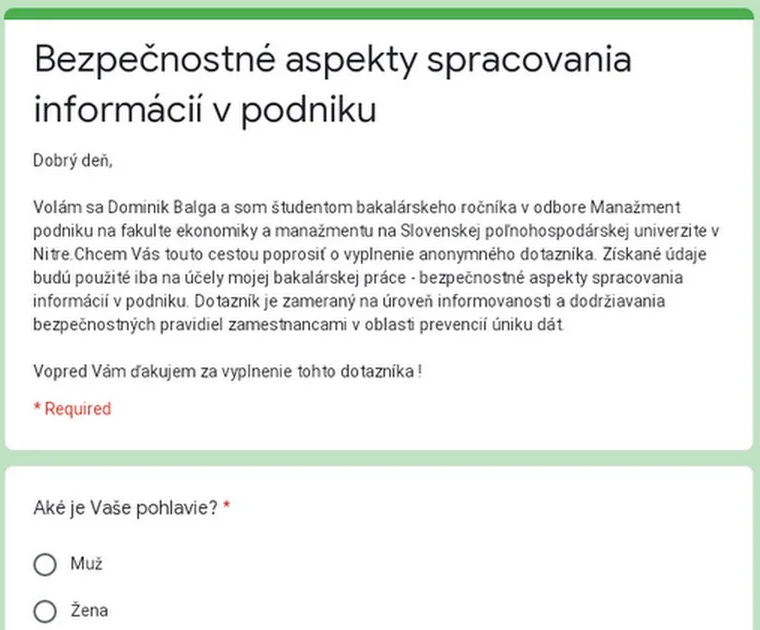 Bezpečnostné aspekty spracovania
informácií v podniku
Dobrý deň,
Volám sa Dominik Balga a som študentom bakalárskeho ročníka v odbore Manažment
podniku na fakulte ekonomiky a manažmentu na Slovenskej poľnohospodárskej univerzite v
Nitre.Chcem Vás touto cestou poprosiť o vyplnenie anonymného dotazníka. Získané údaje
budú použité iba na účely mojej bakalárskej práce - bezpečnostné aspekty spracovania
informácií v podniku. Dotazník je zameraný na úroveň informovanosti a dodržiavania
bezpečnostných pravidiel zamestnancami v oblasti prevencií úniku dát.
Vopred Vám ďakujem za vyplnenie tohto dotazníka !
* Required
Aké je Vaše pohlavie? *
Muž
Žena